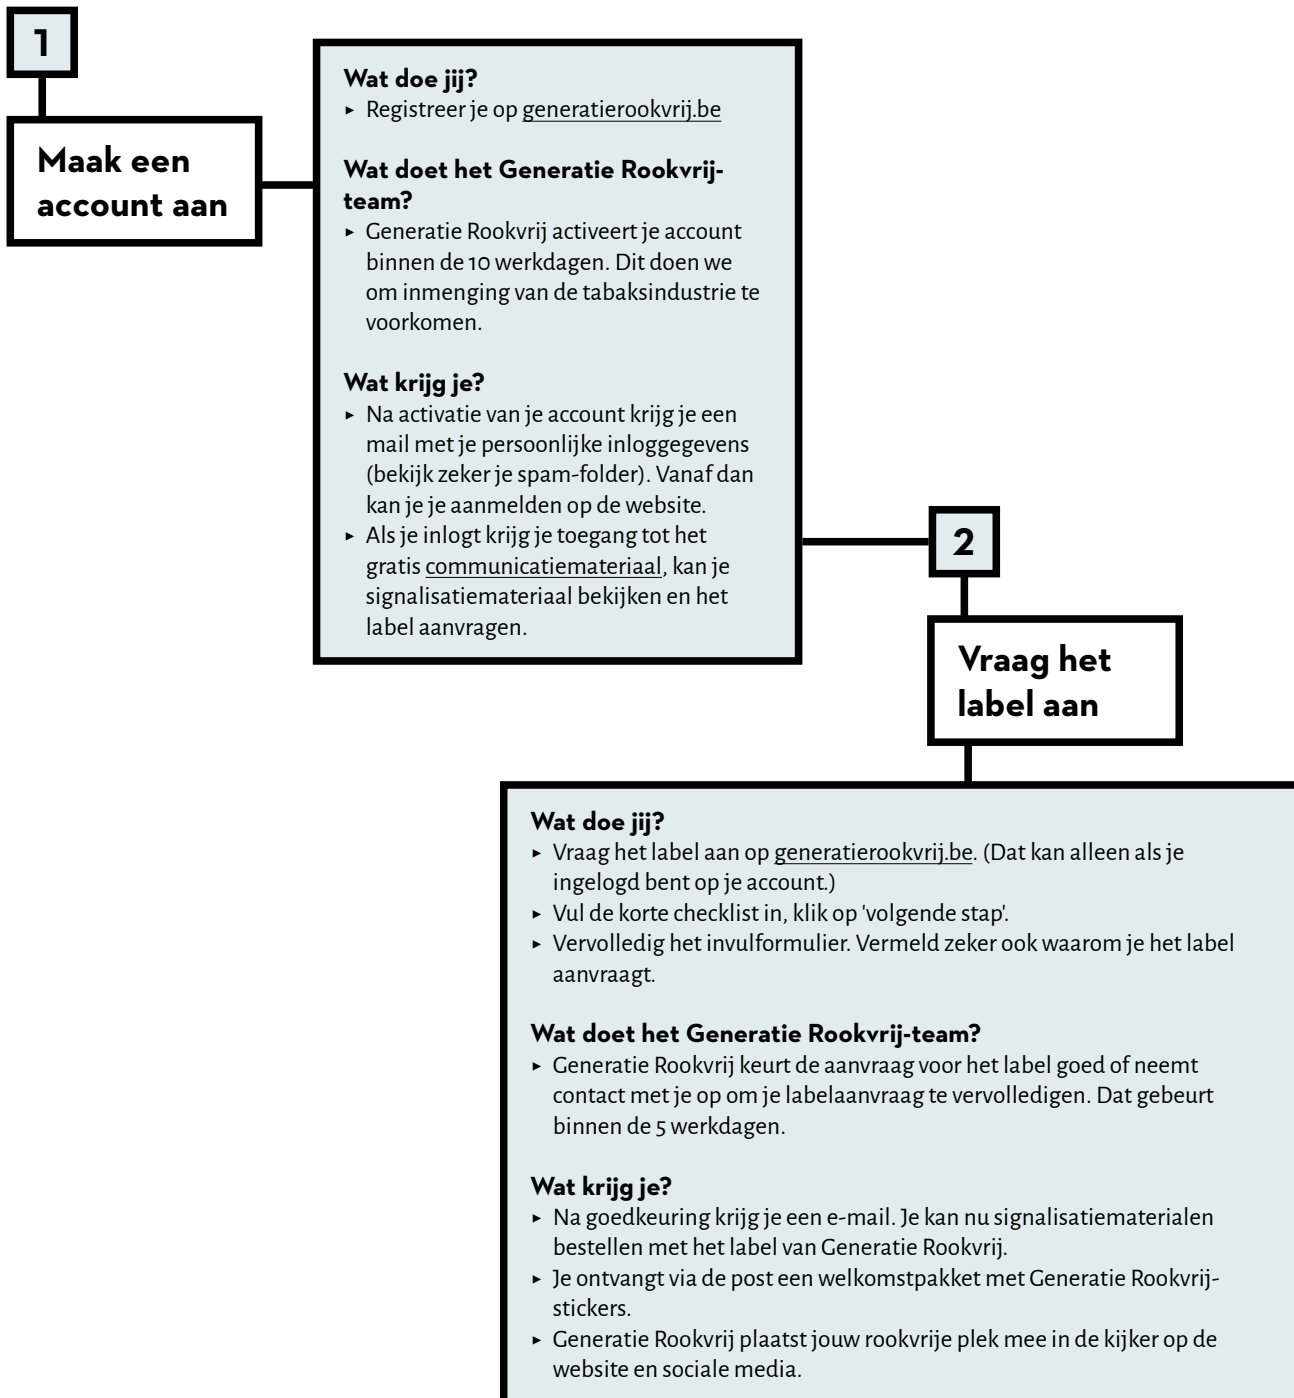 1
Maak een
account aan
Wat doe jij?
▸ Registreer je op generatierookvrij.be
Wat doet het Generatie Rookvrij-
team?
▸ Generatie Rookvrij activeert je account
binnen de 10 werkdagen. Dit doen we
om inmenging van de tabaksindustrie te
voorkomen.
Wat krijg je?
▸ Na activatie van je account krijg je een
mail met je persoonlijke inloggegevens
(bekijk zeker je spam-folder). Vanaf dan
kan je je aanmelden op de website.
▸ Als je inlogt krijg je toegang tot het
gratis communicatiemateriaal, kan je
signalisatiemateriaal bekijken en het
label aanvragen.
2
Vraag het
label aan
Wat doe jij?
▸ Vraag het label aan op generatierookvrij.be. (Dat kan alleen als je
ingelogd bent op je account.)
▸ Vul de korte checklist in, klik op 'volgende stap'.
▸ Vervolledig het invulformulier. Vermeld zeker ook waarom je het label
aanvraagt.
Wat doet het Generatie Rookvrij-team?
▸ Generatie Rookvrij keurt de aanvraag voor het label goed of neemt
contact met je op om je labelaanvraag te vervolledigen. Dat gebeurt
binnen de 5 werkdagen.
Wat krijg je?
▸ Na goedkeuring krijg je een e-mail. Je kan nu signalisatiematerialen
bestellen met het label van Generatie Rookvrij.
▸ Je ontvangt via de post een welkomstpakket met Generatie Rookvrij-
stickers.
▸ Generatie Rookvrij plaatst jouw rookvrije plek mee in de kijker op de
website en sociale media.